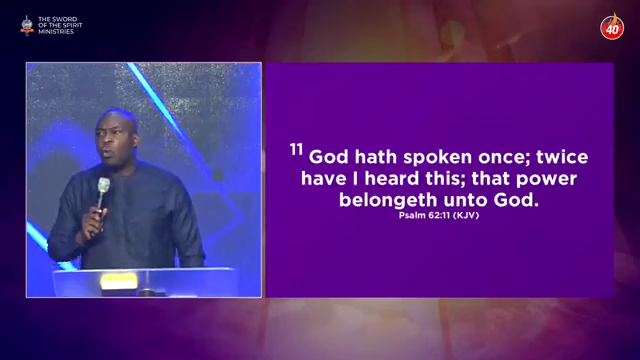 THE SWORD
OF THE SPIRIT
MINISTRIES
40
11 God hath spoken once; twice
have I heard this; that power
belongeth unto God.
Psalm 62:11 (KJV)